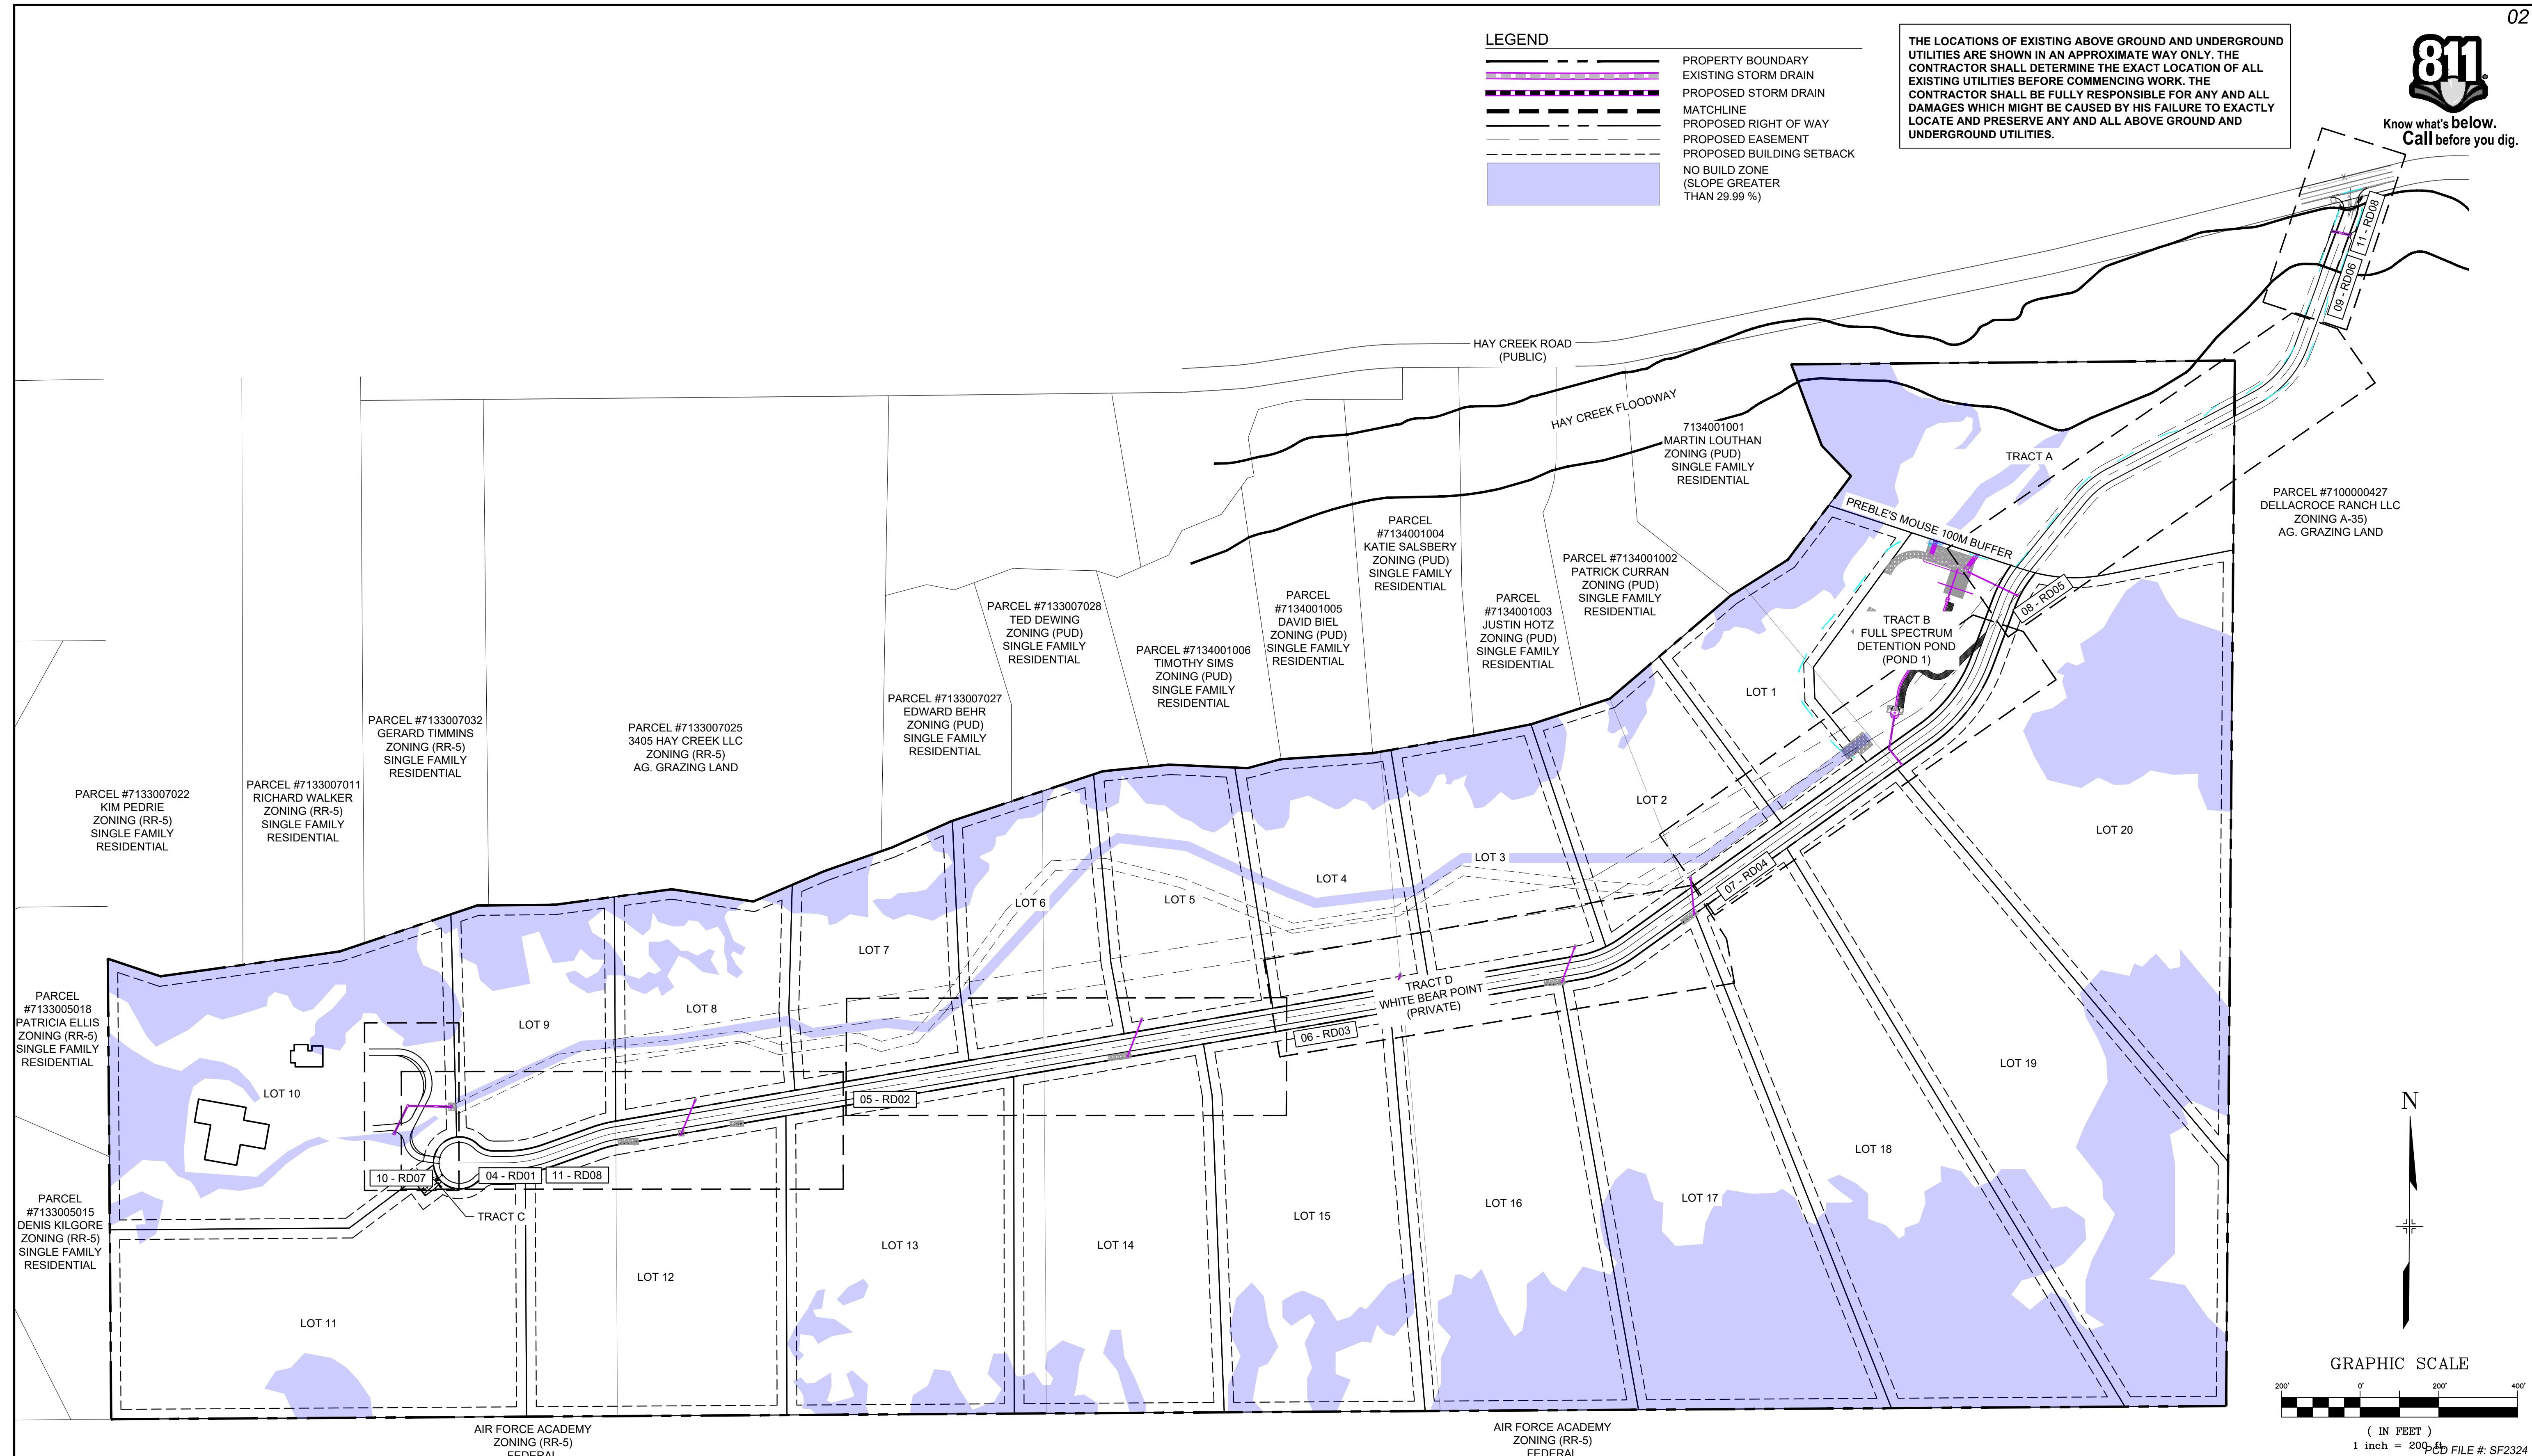 02
LEGEND
PROPERTY BOUNDARY
EXISTING STORM DRAIN
PROPOSED STORM DRAIN
MATCHLINE
PROPOSED RIGHT OF WAY
PROPOSED EASEMENT
PROPOSED BUILDING SETBACK
NO BUILD ZONE
(SLOPE GREATER
THAN 29.99 %)
THE LOCATIONS OF EXISTING ABOVE GROUND AND UNDERGROUND
UTILITIES ARE SHOWN IN AN APPROXIMATE WAY ONLY. THE
CONTRACTOR SHALL DETERMINE THE EXACT LOCATION OF ALL
EXISTING UTILITIES BEFORE COMMENCING WORK. THE
CONTRACTOR SHALL BE FULLY RESPONSIBLE FOR ANY AND ALL
DAMAGES WHICH MIGHT BE CAUSED BY HIS FAILURE TO EXACTLY
LOCATE AND PRESERVE ANY AND ALL ABOVE GROUND AND
UNDERGROUND UTILITIES.
811
Know what's below.
Call before you dig.
11 - RD08
09 - RD06
HAY CREEK ROAD
(PUBLIC)
HAY CREEK FLOODWAY
7134001001
MARTIN LOUTHAN
ZONING (PUD)
SINGLE FAMILY
RESIDENTIAL
TRACT A
PARCEL #7100000427
DELLACROCE RANCH LLC
ZONING A-35)
AG. GRAZING LAND
PREBLE'S MOUSE 100M BUFFER
PARCEL
#7134001004
KATIE SALSBERY
ZONING (PUD)
SINGLE FAMILY
RESIDENTIAL
PARCEL #7134001002
PATRICK CURRAN
ZONING (PUD)
SINGLE FAMILY
RESIDENTIAL
PARCEL
#7134001003
JUSTIN HOTZ
ZONING (PUD)
SINGLE FAMILY
RESIDENTIAL
PARCEL
#7134001005
DAVID BIEL
ZONING (PUD)
SINGLE FAMILY
RESIDENTIAL
PARCEL #7133007028
TED DEWING
ZONING (PUD)
SINGLE FAMILY
RESIDENTIAL
PARCEL #7134001006
TIMOTHY SIMS
ZONING (PUD)
SINGLE FAMILY
RESIDENTIAL
08 - RD05
TRACT B
FULL SPECTRUM
DETENTION POND
(POND 1)
LOT 1
PARCEL #7133007027
EDWARD BEHR
ZONING (PUD)
SINGLE FAMILY
RESIDENTIAL
PARCEL #7133007032
GERARD TIMMINS
ZONING (RR-5)
SINGLE FAMILY
RESIDENTIAL
PARCEL #7133007025
3405 HAY CREEK LLC
ZONING (RR-5)
AG. GRAZING LAND
PARCEL #7133007011
RICHARD WALKER
ZONING (RR-5)
SINGLE FAMILY
RESIDENTIAL
PARCEL #7133007022
KIM PEDRIE
ZONING (RR-5)
SINGLE FAMILY
RESIDENTIAL
LOT 2
LOT 20
LOT 3
LOT 4
07 - RD04
LOT 5
LOT 6
LOT 7
PARCEL
#7133005018
PATRICIA ELLIS
ZONING (RR-5)
SINGLE FAMILY
RESIDENTIAL
LOT 9
LOT 8
TRACT D
WHITE BEAR POINT
(PRIVATE)
06 - RD03
LOT 19
LOT 10
05 - RD02
10 - RD07
04 - RD01
11 - RD08
TRACT C
LOT 18
LOT 17
LOT 16
LOT 15
LOT 14
LOT 13
LOT 12
LOT 11
PARCEL
#7133005015
DENIS KILGORE
ZONING (RR-5)
SINGLE FAMILY
RESIDENTIAL
N
GRAPHIC SCALE
200' 0' 200' 400'
( IN FEET )
1 inch = 200 ft.
PCD FILE #: SF2324
AIR FORCE ACADEMY
ZONING (RR-5)
FEDERAL
AIR FORCE ACADEMY
ZONING (RR-5)
FEDERAL